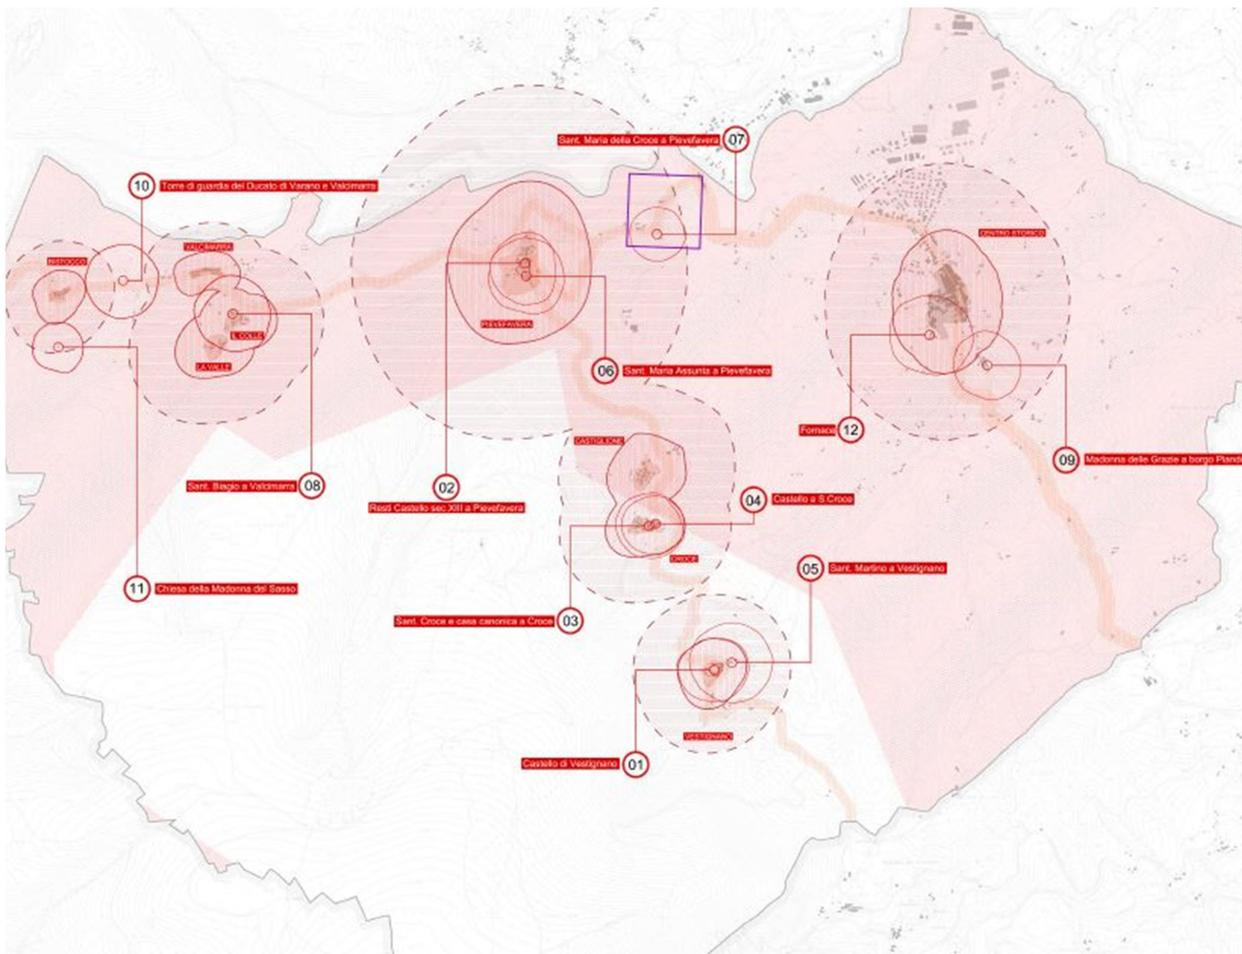 Sant. Maria della Croce a Pievefavera
07
10
Torre di guardia del Ducato di Varano e Valcimarra
CENTRO STORICO
VALCIMARRA
BISTOCCO
PIEVEFAVERA
IL COLLE
LA VALLE
06
Sant. Maria Assunta a Pievefavera
Fornace
12
CASTIGLIONE
09
Madonna delle Grazie a borgo Piandi
Sant. Biagio a Valcimarra
08
02
Resti Castello sec.XIII a Pievefavera
04
Castello a S.Croce
CROCE
05
Sant. Martino a Vestignano
11
Chiesa della Madonna del Sasso
Sant. Croce e casa canonica a Croce
03
VESTIGNANO
Castello di Vestignano
01